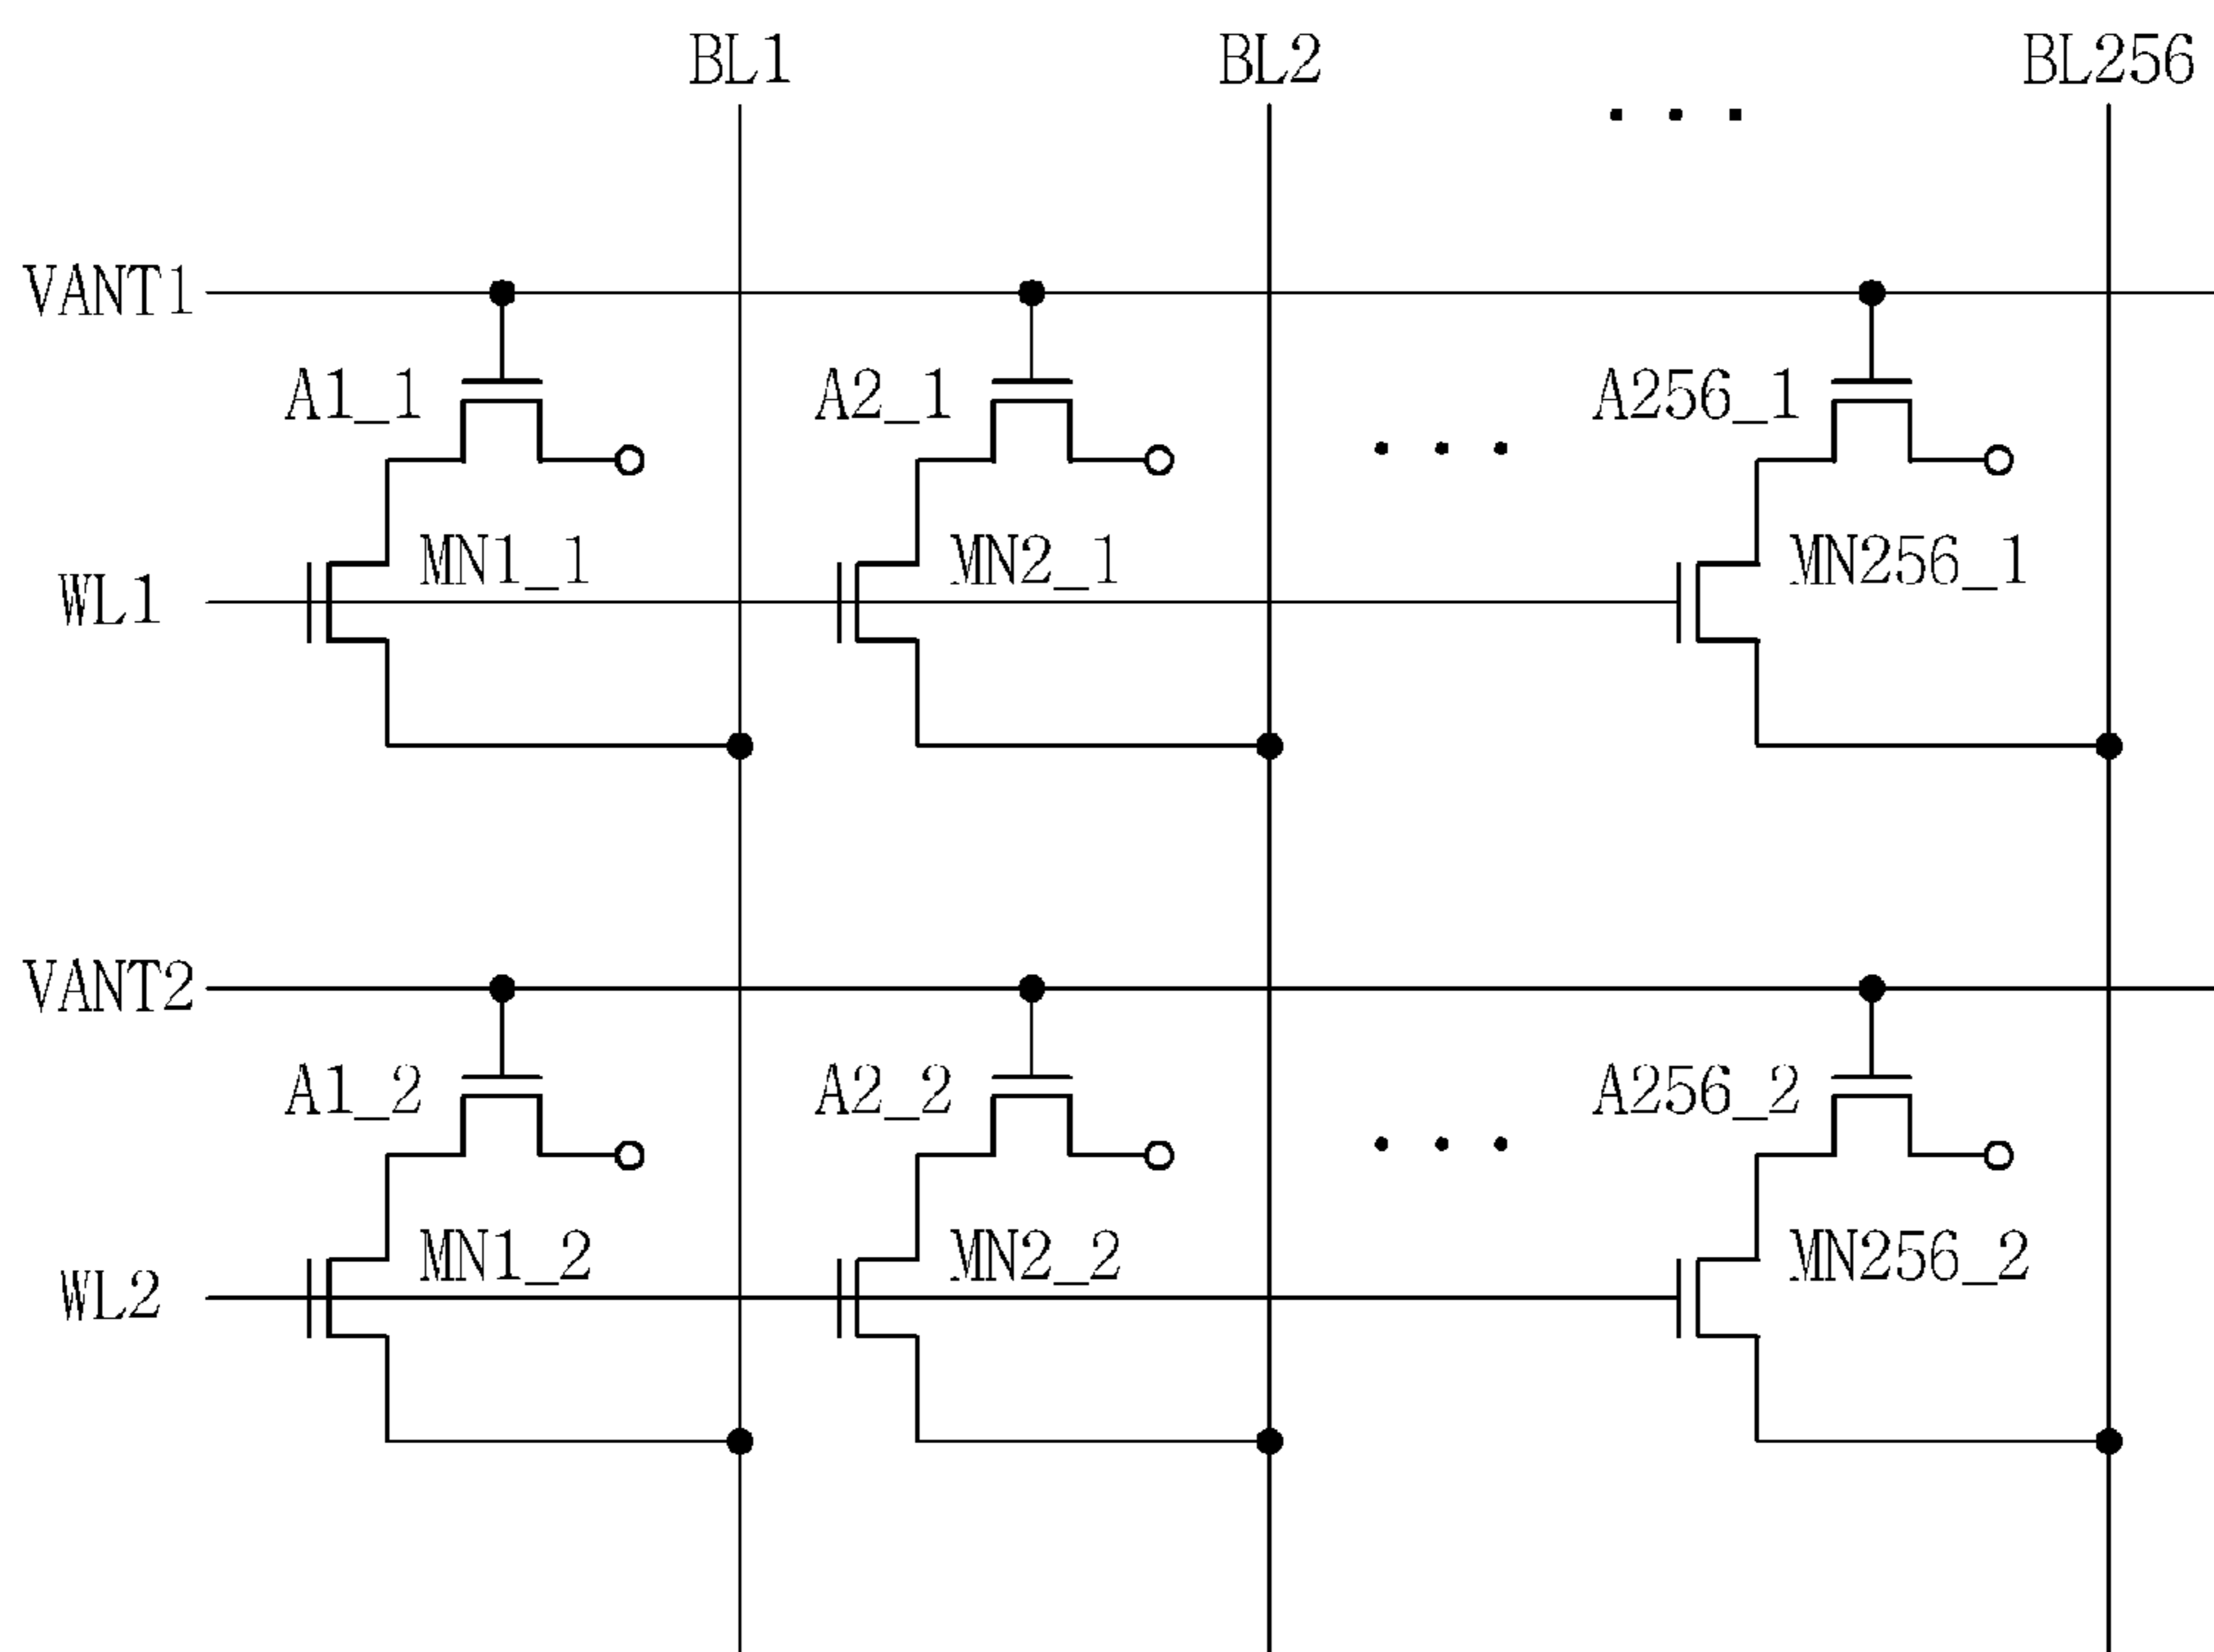 BL1 BL2 BL256
VANT1
A1_1 A2_1 A256_1
MN1_1 MN2_1 MN256_1
WL1
VANT2
A1_2 A2_2 A256_2
MN1_2 MN2_2 MN256_2
WL2